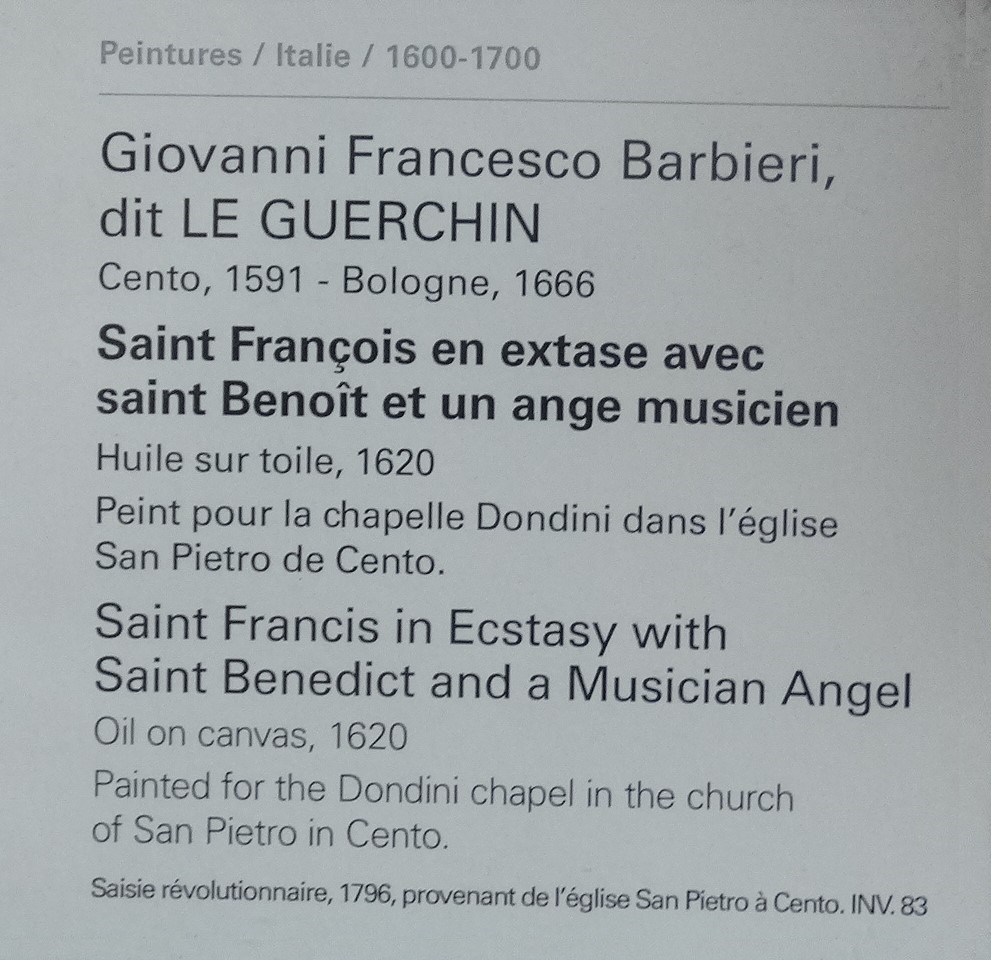 Peintures / Italie / 1600-1700
Giovanni Francesco Barbieri,
dit LE GUERCHIN
Cento, 1591 - Bologne, 1666
Saint François en extase avec
saint Benoît et un ange musicien
Huile sur toile, 1620
Peint pour la chapelle Dondini dans l'église
San Pietro de Cento.
Saint Francis in Ecstasy with
Saint Benedict and a Musician Angel
Oil on canvas, 1620
Painted for the Dondini chapel in the church
of San Pietro in Cento.
Saisie révolutionnaire, 1796, provenant de l'église San Pietro à Cento. INV. 83